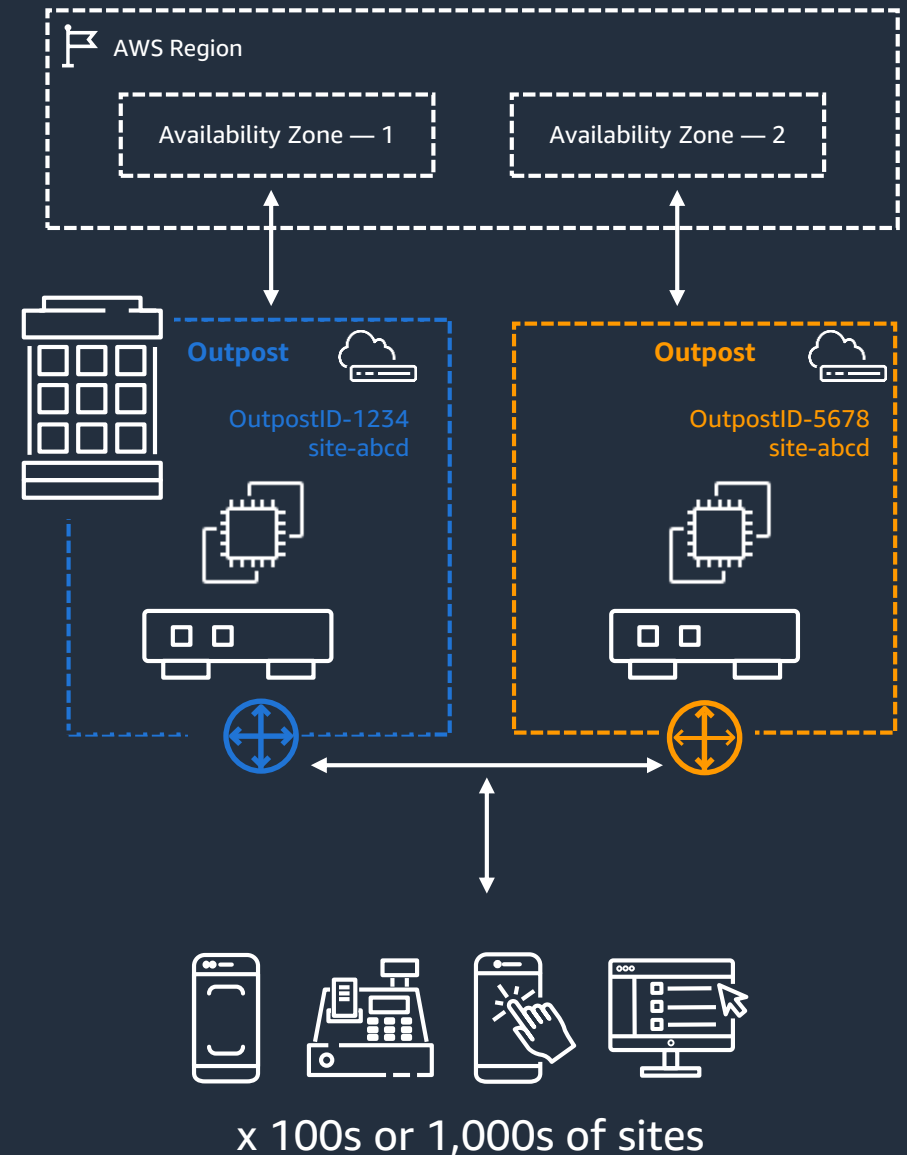 AWS Region
Availability Zone — 1
Availability Zone — 2
Outpost
OutpostID-1234
site-abcd
Outpost
OutpostID-5678
site-abcd
x 100s or 1,000s of sites